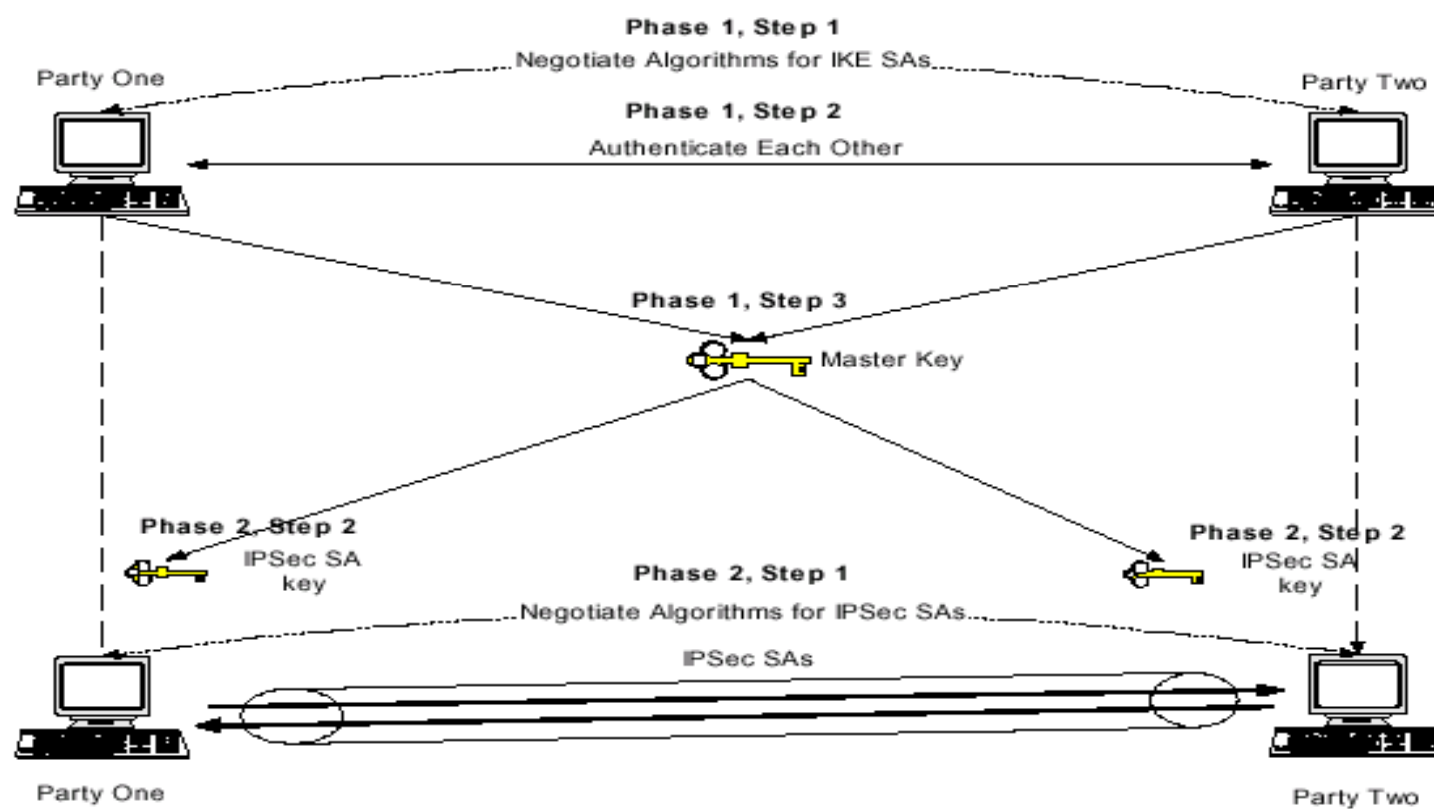 Phase 1, Step 1
Negotiate Algorithms for IKE SAs
Party One
Party Two
Phase 1, Step 2
Authenticate Each Other
Phase 1, Step 3
Master Key
Phase 2, Step 2
IPSec SA
key
Phase 2, Step 2
IPSec SA
key
Phase 2, Step 1
Negotiate Algorithms for IPSec SAs
IPSec SAs
Party One
Party Two